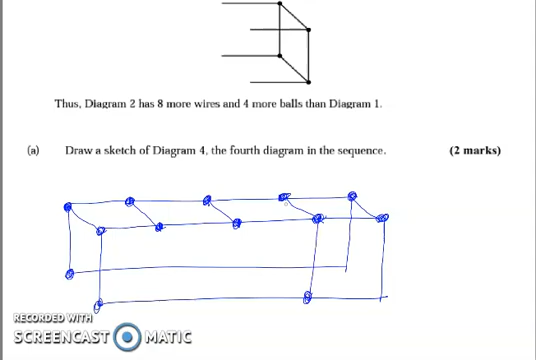 Thus, Diagram 2 has 8 more wires and 4 more balls than Diagram 1.
(a) Draw a sketch of Diagram 4, the fourth diagram in the sequence. (2 marks)
RECORDED WITH
SCREENCAST MATIC